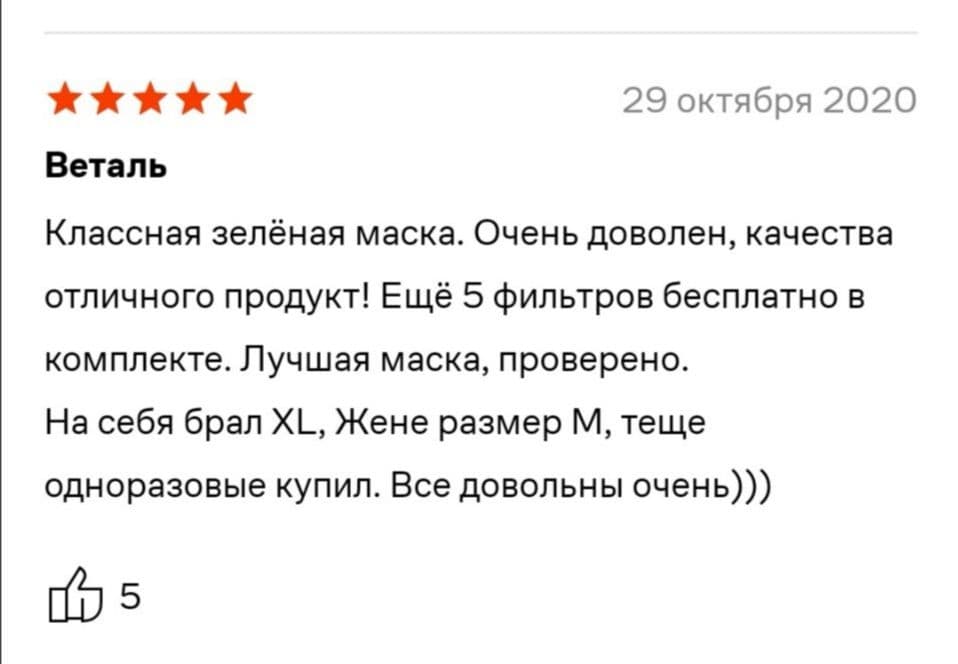 29 октября 2020
Веталь
Классная зелёная маска. Очень доволен, качества
отличного продукт! Ещё 5 фильтров бесплатно в
комплекте. Лучшая маска, проверено.
На себя брал XL, Жене размер М, теще
одноразовые купил. Все довольны очень)))
5